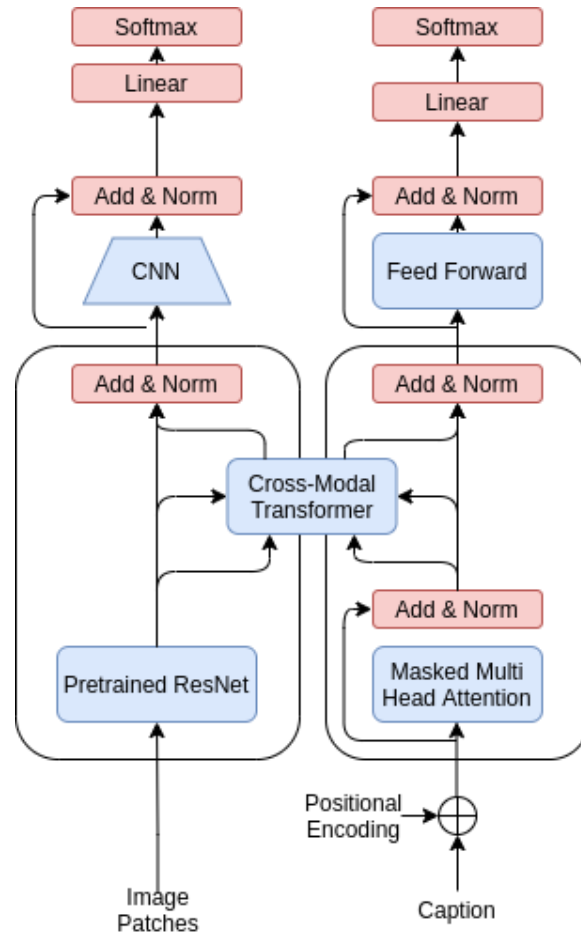 Softmax
Softmax
Linear
Linear
Add & Norm
Add & Norm
CNN
Feed Forward
Add & Norm
Add & Norm
Cross-Modal
Transformer
Add & Norm
Pretrained ResNet
Masked Multi
Head Attention
Positional
Encoding
Image
Patches
Caption